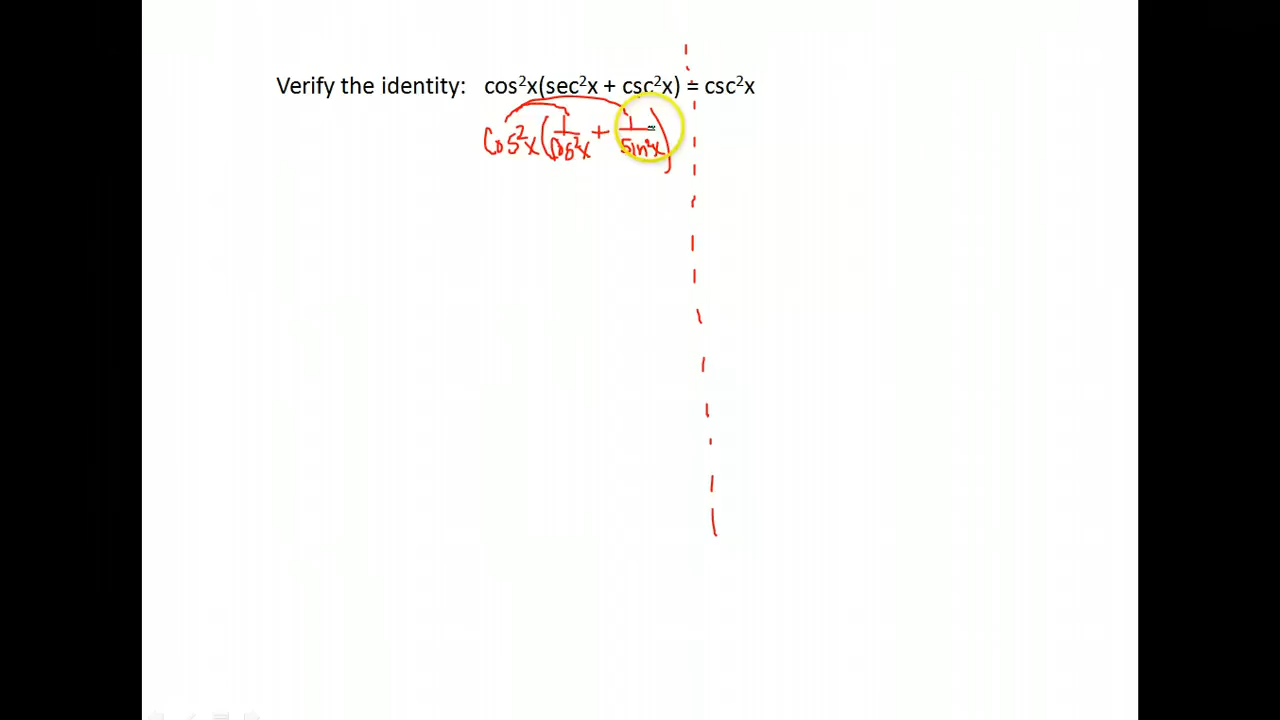 Verify the identity: cos²x(sec²x + csc²x) = csc²x
cos²x(1/cos²x + 1/sin²x)